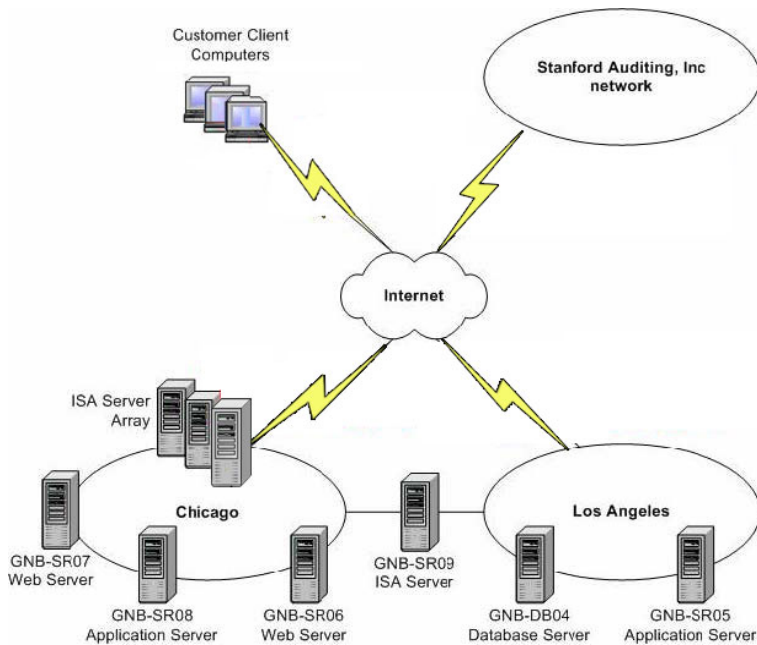 Customer Client
Computers
Stanford Auditing, Inc
network
Internet
ISA Server
Array
Chicago
Los Angeles
GNB-SR07
Web Server
GNB-SR09
ISA Server
GNB-SR08
Application Server
GNB-SR06
Web Server
GNB-DB04
Database Server
GNB-SR05
Application Server